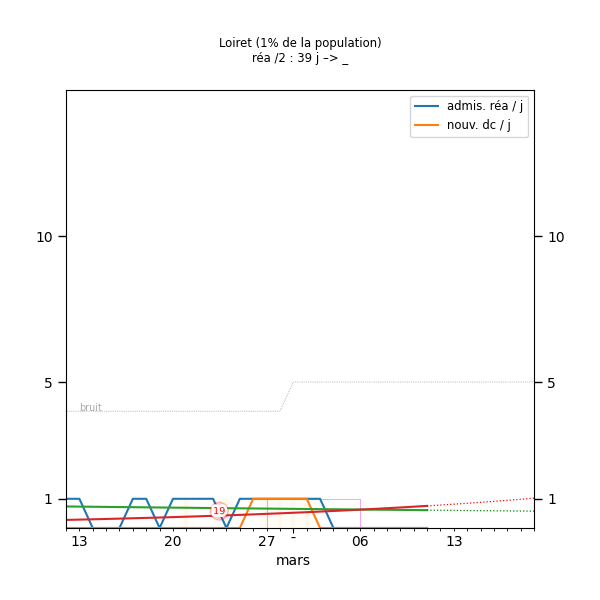 Loiret (1% de la population)
réa /2 : 39 j –> _
admis. réa / j
nouv. dc / j
10
10
5
5
bruit
1
1
19
13
20
27
-
06
13
mars